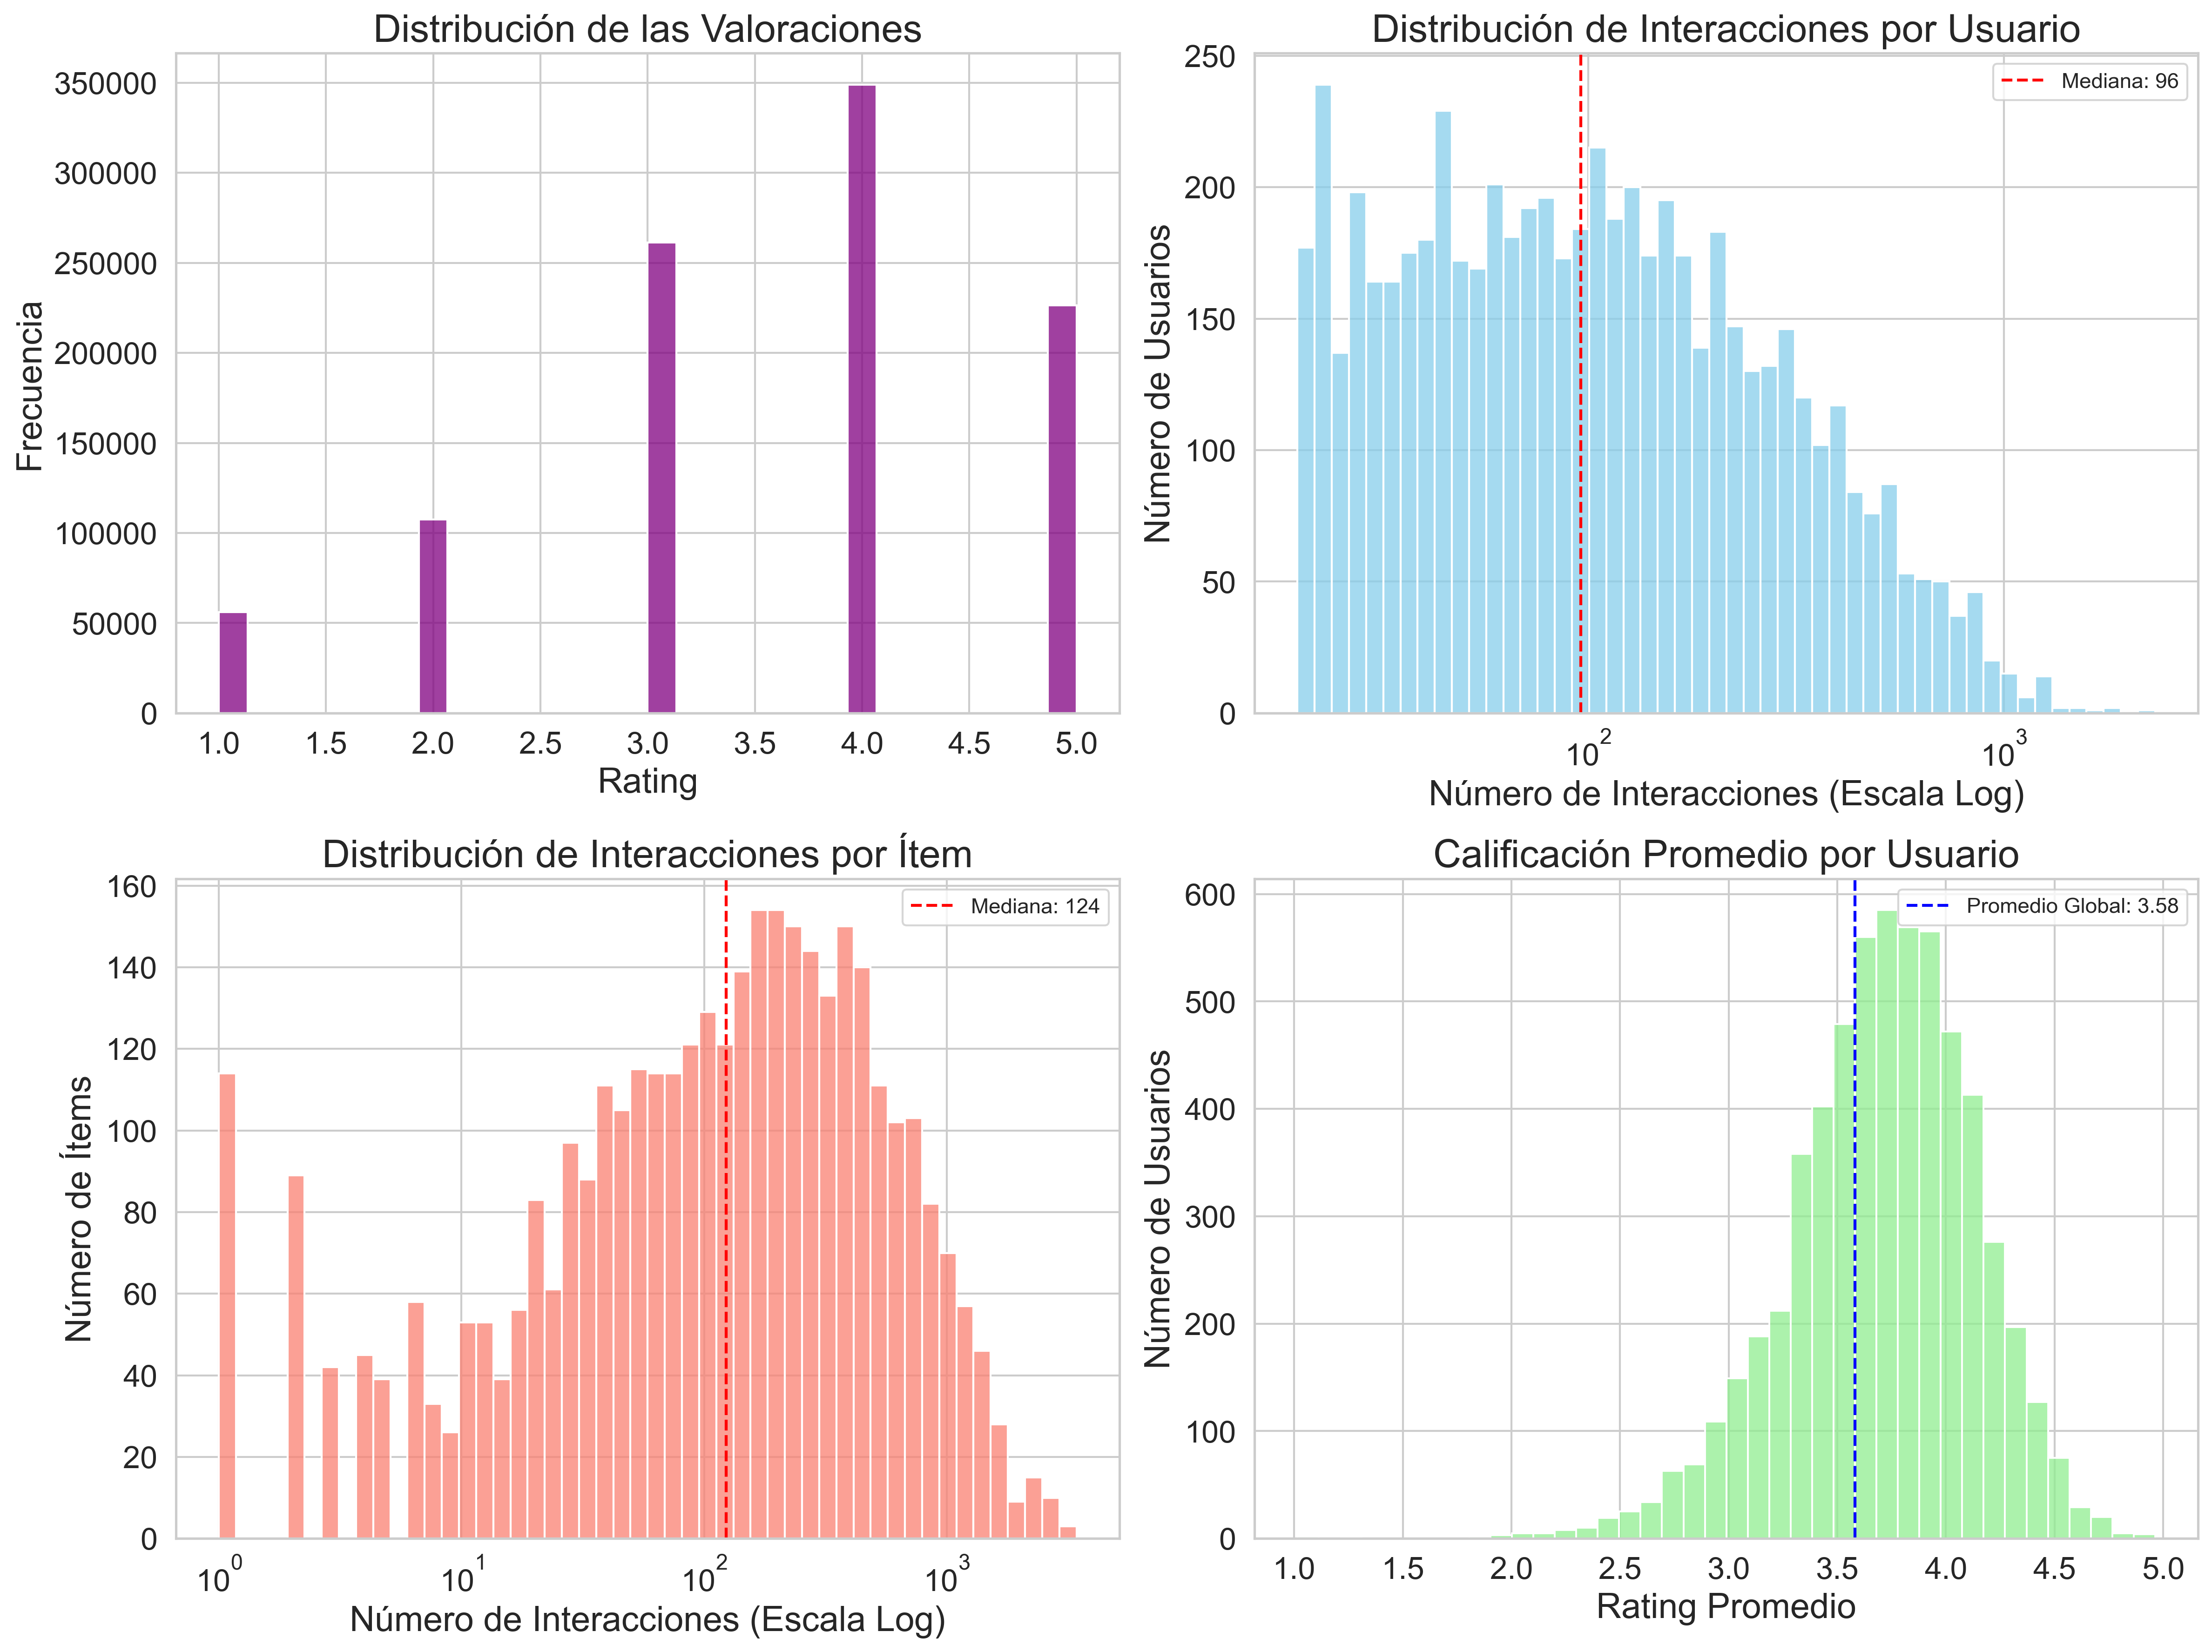 Distribución de las Valoraciones
Frecuencia
350000
300000
250000
200000
150000
100000
50000
0
1.0 1.5 2.0 2.5 3.0 3.5 4.0 4.5 5.0
Rating
Distribución de Interacciones por Usuario
Mediana: 96
Número de Usuarios
250
200
150
100
50
0
10^2 10^3
Número de Interacciones (Escala Log)
Distribución de Interacciones por Ítem
Mediana: 124
Número de Ítems
160
140
120
100
80
60
40
20
0
10^0 10^1 10^2 10^3
Número de Interacciones (Escala Log)
Calificación Promedio por Usuario
Promedio Global: 3.58
Número de Usuarios
600
500
400
300
200
100
0
1.0 1.5 2.0 2.5 3.0 3.5 4.0 4.5 5.0
Rating Promedio